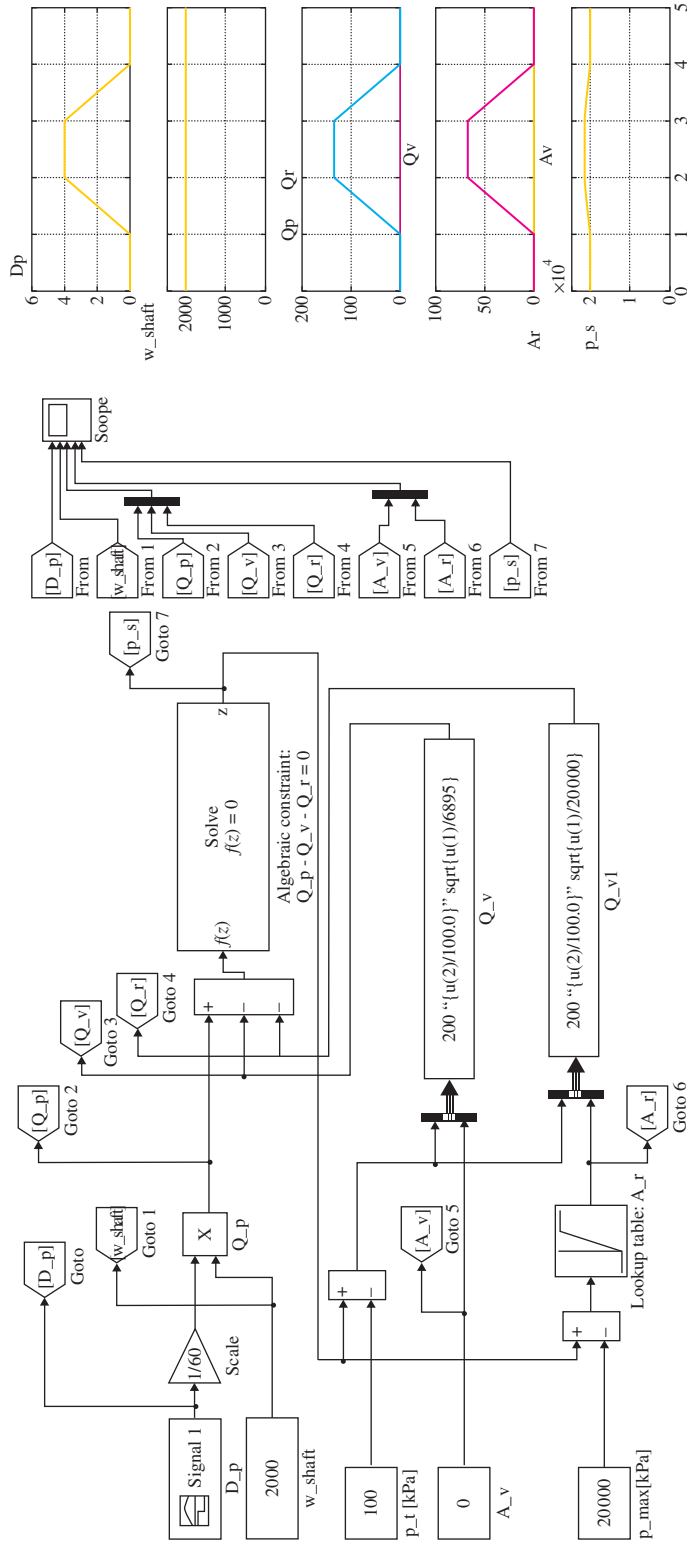 [D_p]
Goto
Signal 1
D_p
1/60
Scale
2000
w_shaft
[w_shaft]
Goto 1
X
Q_p
[Q_p]
Goto 2
[Q_v]
Goto 3
[Q_r]
Goto 4
+
−
−
f(z)
Solve
f(z) = 0
z
Algebraic constraint:
Q_p - Q_v - Q_r = 0
[p_s]
Goto 7
100
p_t [kPa]
+
−
0
A_v
[A_v]
Goto 5
200 “{u(2)/100.0}” sqrt{u(1)/6895}
Q_v
20000
p_max[kPa]
+
−
Lookup table: A_r
[A_r]
Goto 6
200 “{u(2)/100.0}” sqrt{u(1)/20000}
Q_v1
[D_p]
From
[w_shaft]
From 1
[Q_p]
From 2
[Q_v]
From 3
[Q_r]
From 4
[A_v]
From 5
[A_r]
From 6
[p_s]
From 7
Soope
Dp
6
4
2
0
w_shaft
2000
1000
0
Qp Qr
Qv
200
100
0
100
50
0
Ar Av
×10⁴
p_s
2
1
0
0 1 2 3 4 5